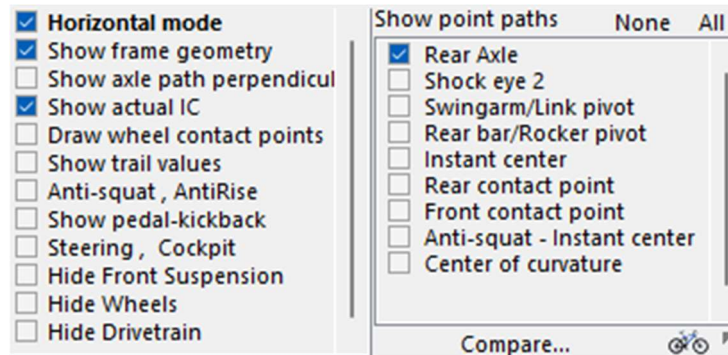 Horizontal mode
Show frame geometry
Show axle path perpendicul
Show actual IC
Draw wheel contact points
Show trail values
Anti-squat , AntiRise
Show pedal-kickback
Steering ,  Cockpit
Hide Front Suspension
Hide Wheels
Hide Drivetrain
Show point paths None All
Rear Axle
Shock eye 2
Swingarm/Link pivot
Rear bar/Rocker pivot
Instant center
Rear contact point
Front contact point
Anti-squat - Instant center
Center of curvature
Compare...